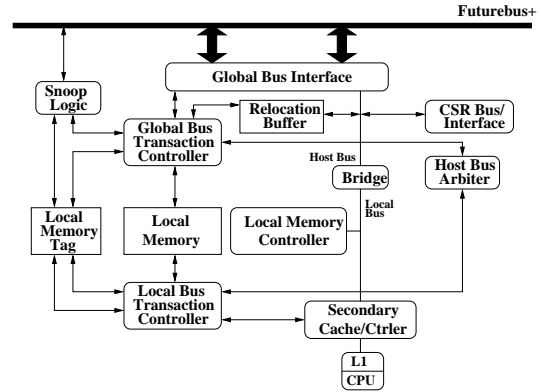 Futurebus+
Global Bus Interface
Snoop
Logic
Relocation
Buffer
CSR Bus/
Interface
Global Bus
Transaction
Controller
Host Bus
Bridge
Host Bus
Arbiter
Local
Bus
Local
Memory
Tag
Local
Memory
Local Memory
Controller
Local Bus
Transaction
Controller
Secondary
Cache/Ctrler
L1
CPU